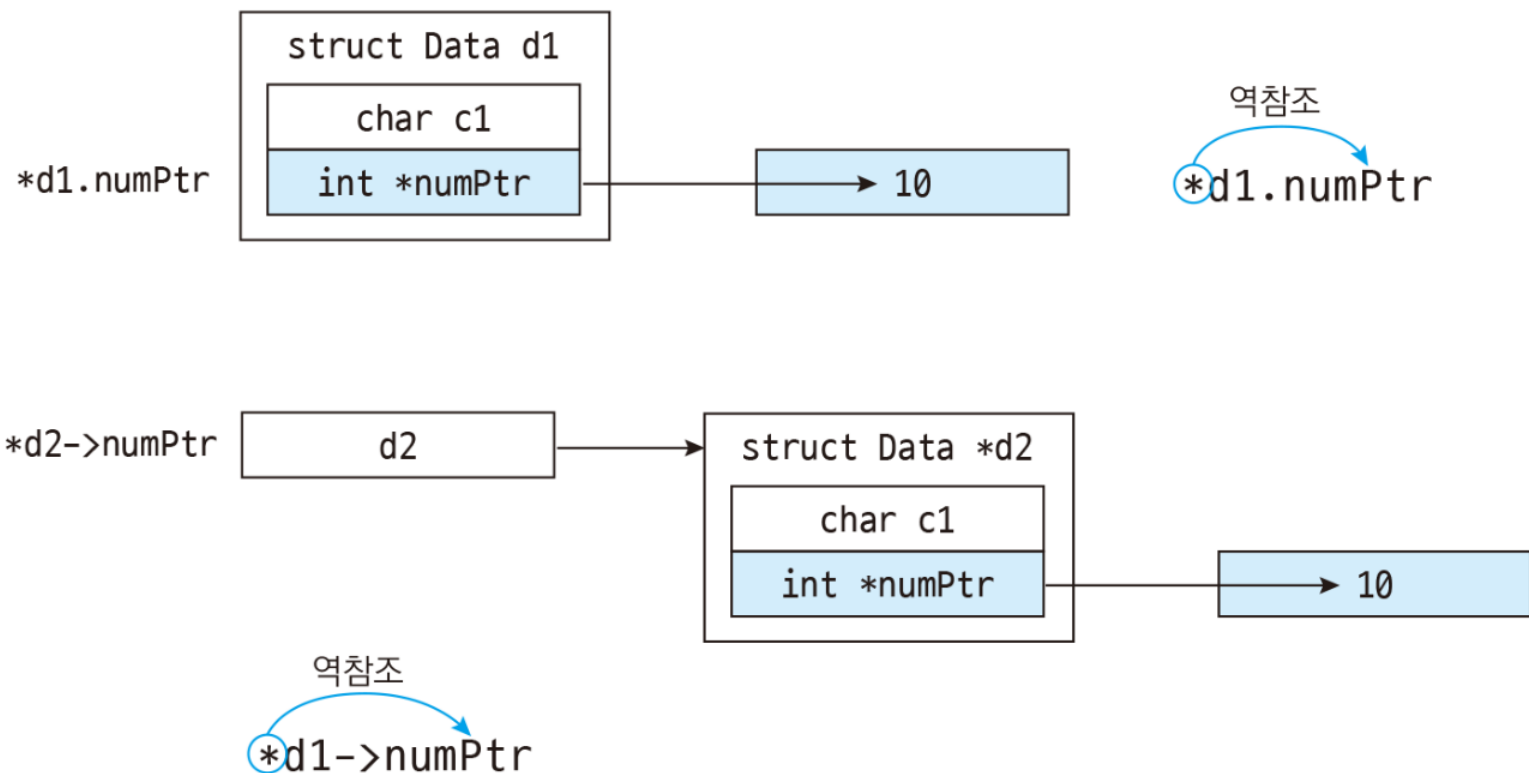 struct Data d1
char c1
역참조
*d1.numPtr
int *numPtr
10
*d1.numPtr
*d2->numPtr
d2
struct Data *d2
char c1
int *numPtr
10
역참조
*d1->numPtr